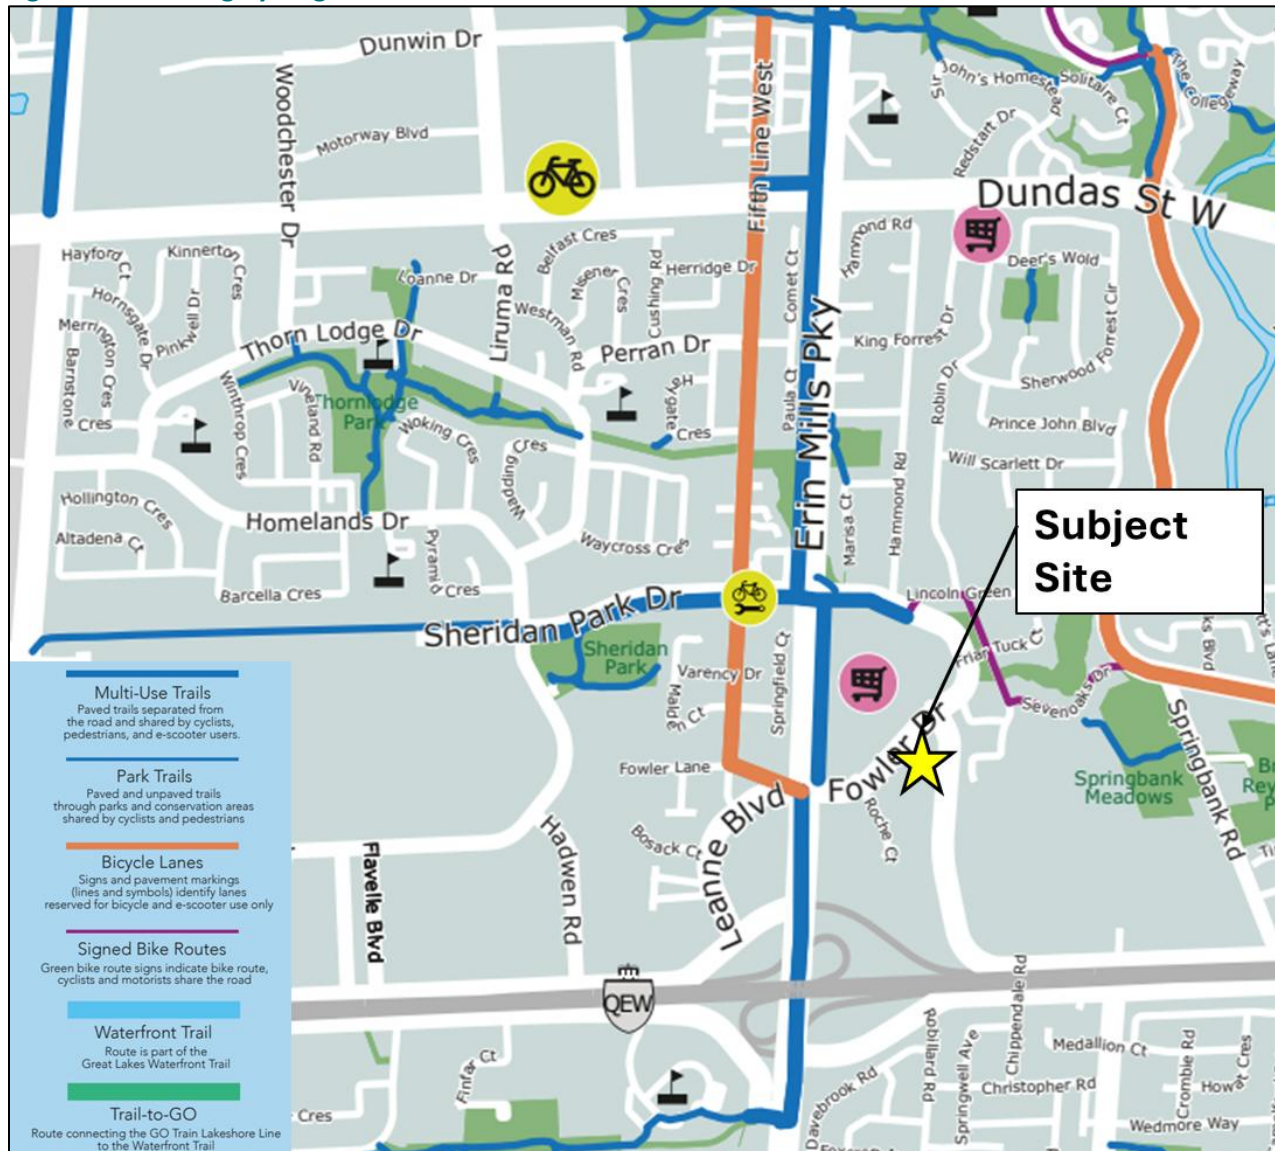 Dunwin Dr
Woodchester Dr
Motorway Blvd
Fifth Line West
Sir John's Homestead
Solitaire Ct
The Collegeway
Redstart Dr
Dundas St W
Hayford Ct
Kinnerton Cres
Hornsgate Dr
Pinkwell Dr
Merrington Cres
Barnstone Cres
Loanne Dr
Liruma Rd
Belfast Cres
Misener Cres
Cushing Rd
Herridge Dr
Westman Rd
Comet Ct
Hammond Rd
Deer's Wold
Thorn Lodge Dr
Perran Dr
King Forrest Dr
Erin Mills Pky
Robin Dr
Sherwood Forrest Cir
Winthrop Cres
Vineland Rd
Thornlodge
Park
Woking Cres
Wadding Cres
Hygate Cres
Paula Ct
Prince John Blvd
Will Scarlett Dr
Hollington Cres
Altadena Ct
Homelands Dr
Pyramid Cres
Waycross Cres
Marisa Ct
Hammond Rd
Subject
Site
Barcella Cres
Sheridan Park Dr
Lincoln Green
Friar Tuck Ct
Sheridan
Park
Varency Dr
Malden Ct
Springfield Ct
Sevenoaks Dr
Springbank Rd
Fowler Lane
Fowler Dr
Springbank
Meadows
Leanne Blvd
Bosack Ct
Roche Ct
Hadwen Rd
Flavelle Blvd
QEW
Chippendale Rd
Robillard Rd
Springwell Ave
Medallion Ct
Crombie Rd
Howat Cres
Christopher Rd
Davebrook Rd
Wedmore Way
Finfar Ct
Cres
Multi-Use Trails
Paved trails separated from
the road and shared by cyclists,
pedestrians, and e-scooter users.
Park Trails
Paved and unpaved trails
through parks and conservation areas
shared by cyclists and pedestrians
Bicycle Lanes
Signs and pavement markings
(lines and symbols) identify lanes
reserved for bicycle and e-scooter use only
Signed Bike Routes
Green bike route signs indicate bike route,
cyclists and motorists share the road
Waterfront Trail
Route is part of the
Great Lakes Waterfront Trail
Trail-to-GO
Route connecting the GO Train Lakeshore Line
to the Waterfront Trail